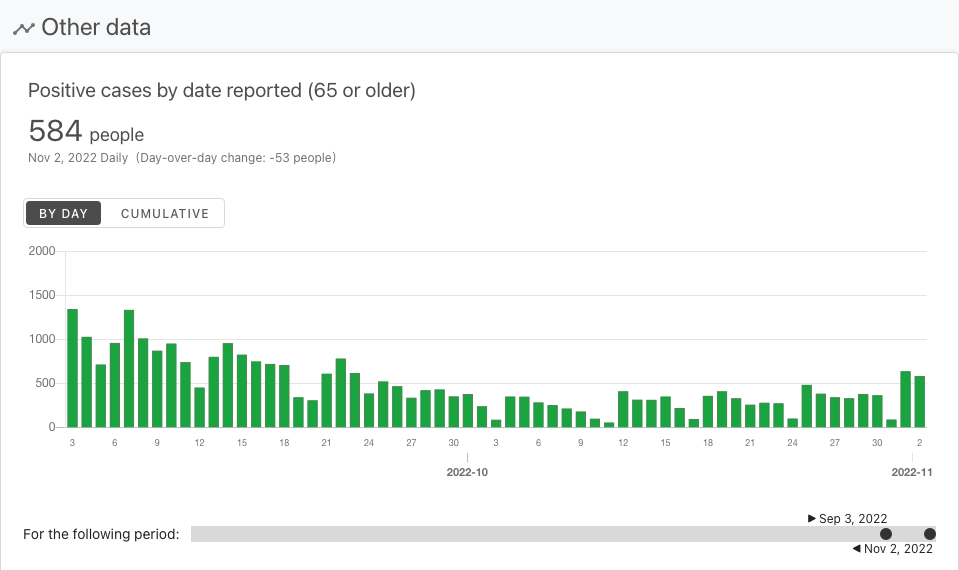 Other data
Positive cases by date reported (65 or older)
584 people
Nov 2, 2022 Daily (Day-over-day change: -53 people)
BY DAY CUMULATIVE
2000
1500
1000
500
0
3 6 9 12 15 18 21 24 27 30 3 6 9 12 15 18 21 24 27 30 2
2022-10 2022-11
▶ Sep 3, 2022
For the following period:
◀ Nov 2, 2022